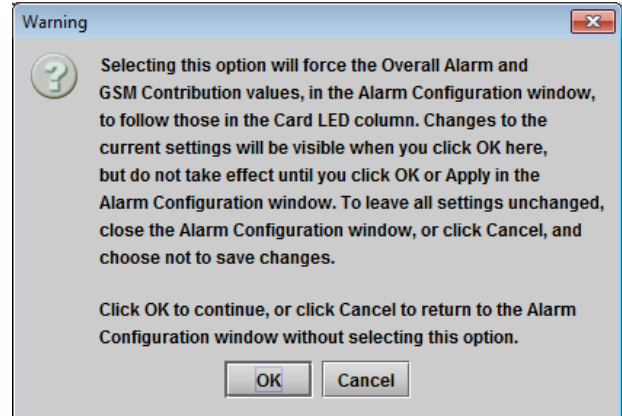 Warning
Selecting this option will force the Overall Alarm and
GSM Contribution values, in the Alarm Configuration window,
to follow those in the Card LED column. Changes to the
current settings will be visible when you click OK here,
but do not take effect until you click OK or Apply in the
Alarm Configuration window. To leave all settings unchanged,
close the Alarm Configuration window, or click Cancel, and
choose not to save changes.
Click OK to continue, or click Cancel to return to the Alarm
Configuration window without selecting this option.
OK Cancel